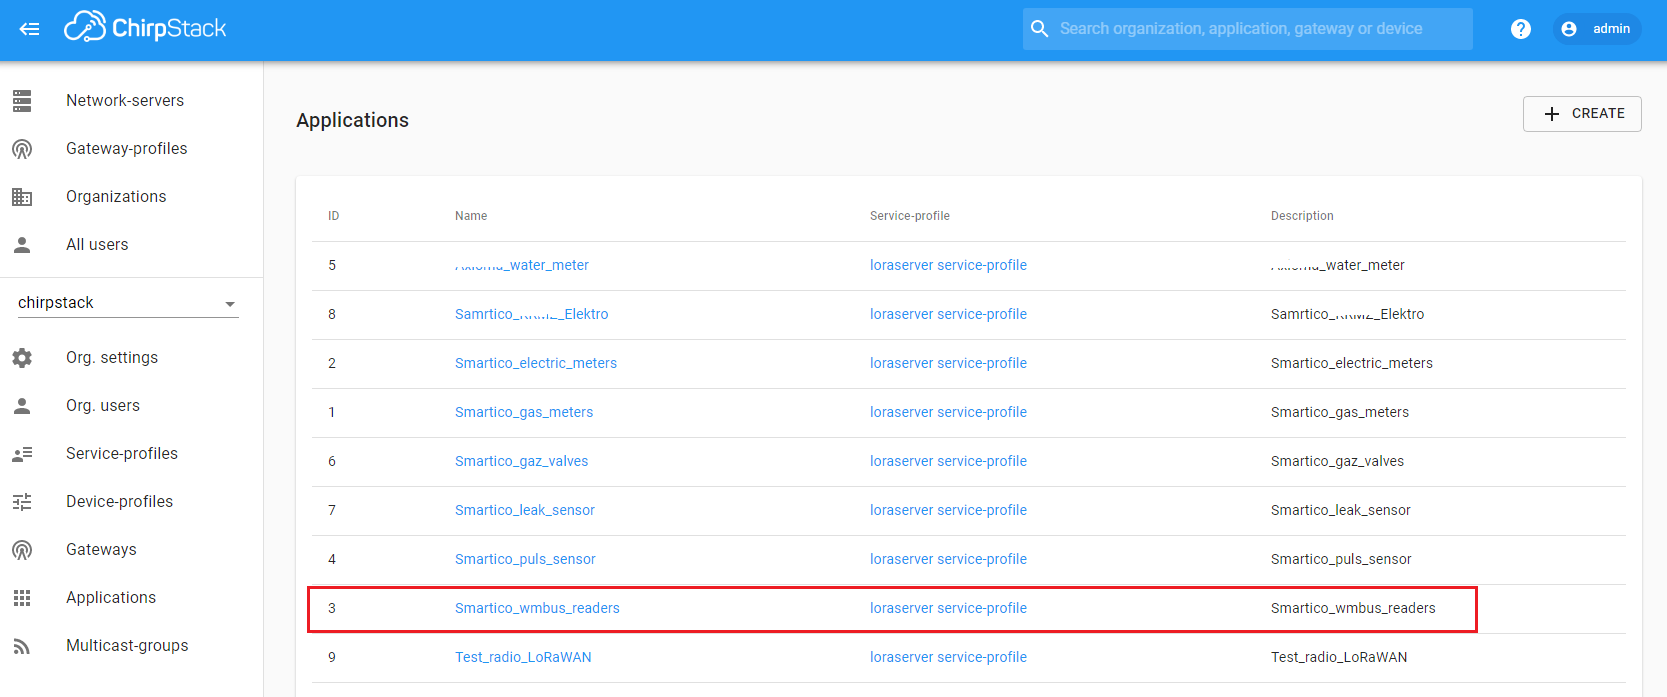 ChirpStack
Search organization, application, gateway or device
? admin
Network-servers
Gateway-profiles
Organizations
All users
chirpstack
Org. settings
Org. users
Service-profiles
Device-profiles
Gateways
Applications
Multicast-groups
Applications
+ CREATE
ID Name Service-profile Description
5 _water_meter loraserver service-profile _water_meter
8 Samrtico_ _Elektro loraserver service-profile Samrtico_ _Elektro
2 Smartico_electric_meters loraserver service-profile Smartico_electric_meters
1 Smartico_gas_meters loraserver service-profile Smartico_gas_meters
6 Smartico_gaz_valves loraserver service-profile Smartico_gaz_valves
7 Smartico_leak_sensor loraserver service-profile Smartico_leak_sensor
4 Smartico_puls_sensor loraserver service-profile Smartico_puls_sensor
3 Smartico_wmbus_readers loraserver service-profile Smartico_wmbus_readers
9 Test_radio_LoRaWAN loraserver service-profile Test_radio_LoRaWAN